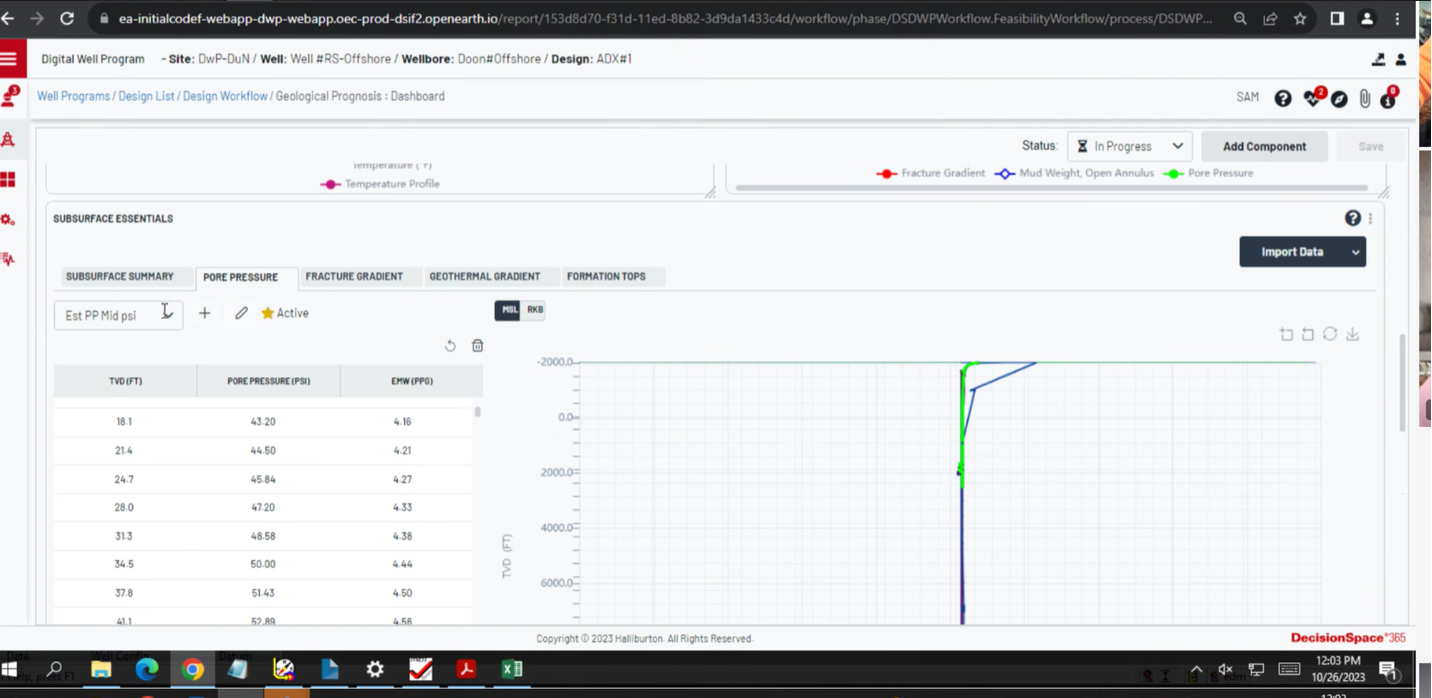 ea-initialcodef-webapp-dwp-webapp.oec-prod-dsif2.openearth.io/report/153d8d70-f31d-11ed-8b82-3d9da1433c4d/workflow/phase/DSDWPWorkflow.FeasibilityWorkflow/process/DSDWP...
Digital Well Program - Site: DwP-DuN / Well: Well #RS-Offshore / Wellbore: Doon#Offshore / Design: ADX#1
3
Well Programs / Design List / Design Workflow / Geological Prognosis : Dashboard
SAM 2 0
Status: In Progress Add Component Save
Temperature (°F)
Temperature Profile
Fracture Gradient Mud Weight, Open Annulus Pore Pressure
SUBSURFACE ESSENTIALS
Import Data
SUBSURFACE SUMMARY PORE PRESSURE FRACTURE GRADIENT GEOTHERMAL GRADIENT FORMATION TOPS
Est PP Mid psi Active
MSL RKB
TVD (FT) PORE PRESSURE (PSI) EMW (PPG)
18.1 43.20 4.16
21.4 44.50 4.21
24.7 45.84 4.27
28.0 47.20 4.33
31.3 48.58 4.38
34.5 50.00 4.44
37.8 51.43 4.50
41.1 52.89 4.56
-2000.0
0.0
2000.0
4000.0
6000.0
TVD (FT)
Copyright © 2023 Halliburton. All Rights Reserved.
DecisionSpace®365
12:03 PM
10/26/2023
1